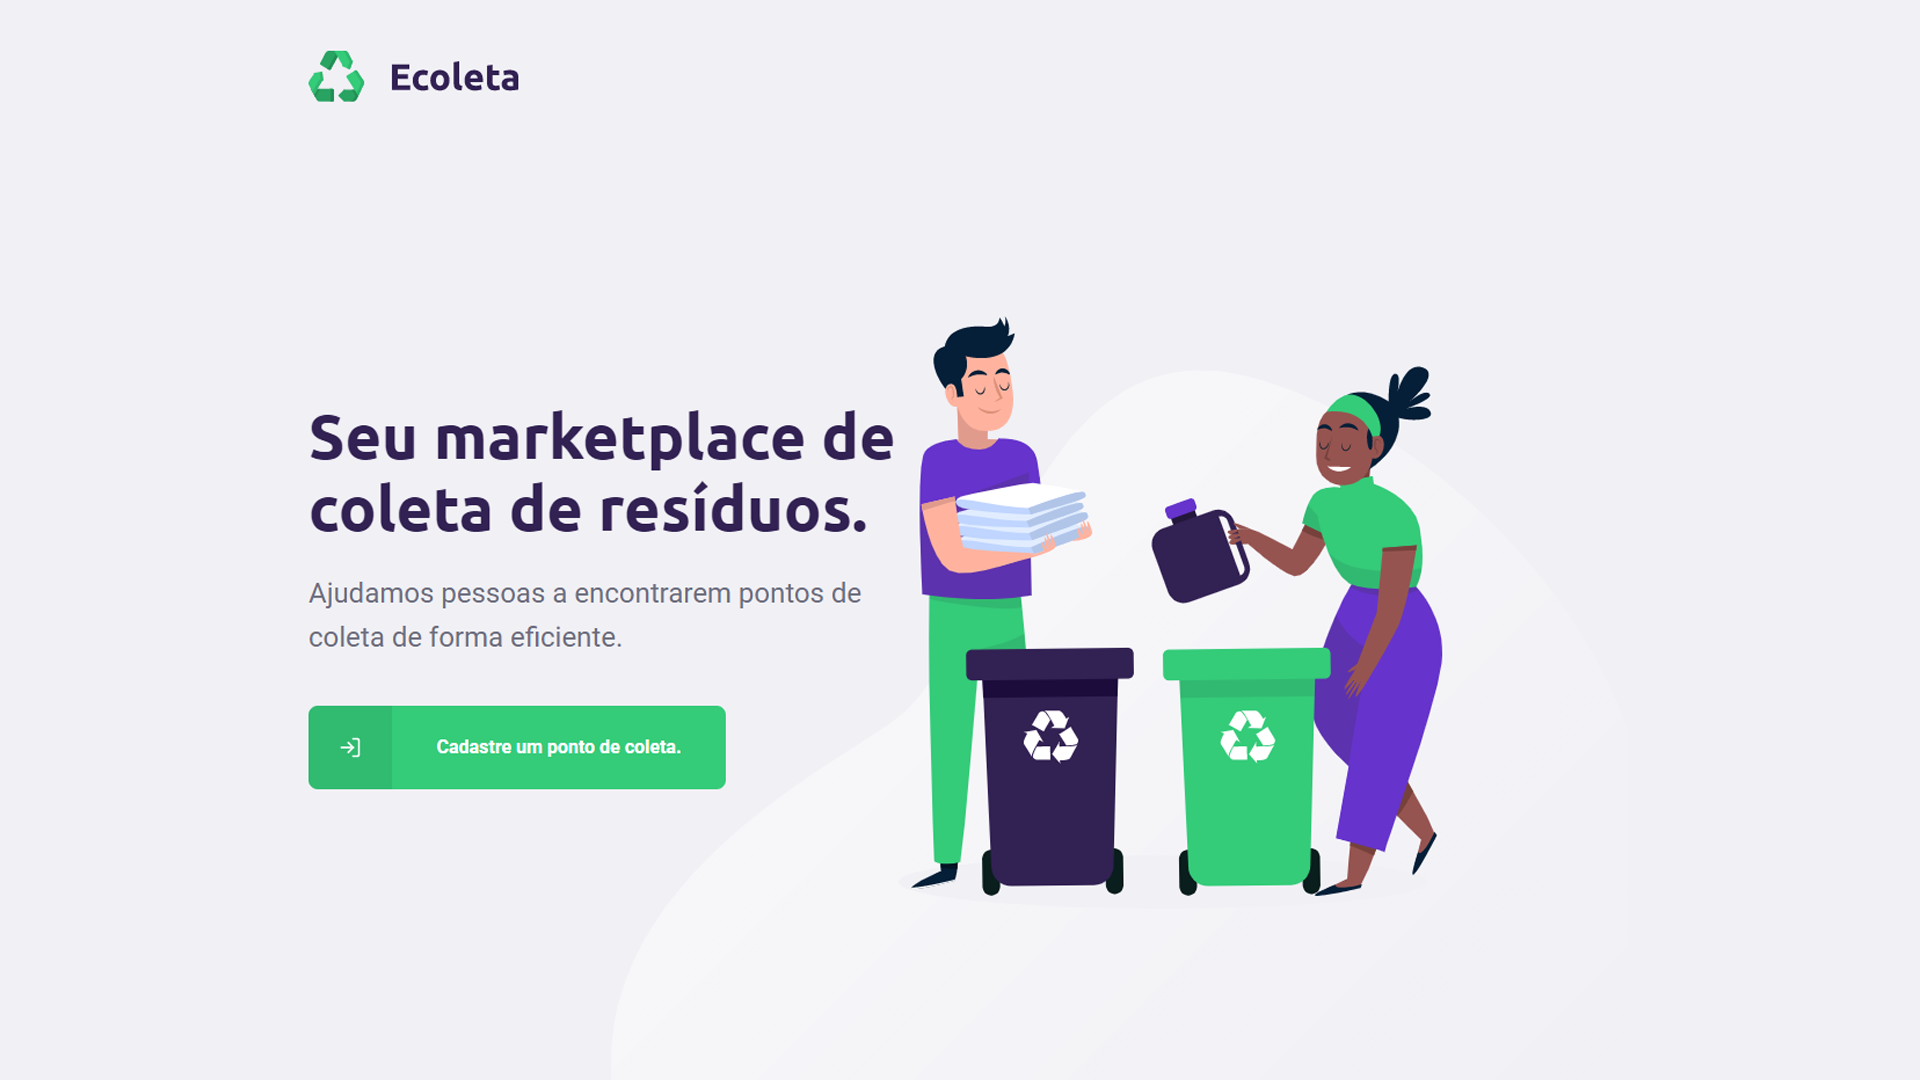 Ecoleta
Seu marketplace de
coleta de resíduos.
Ajudamos pessoas a encontrarem pontos de
coleta de forma eficiente.
Cadastre um ponto de coleta.